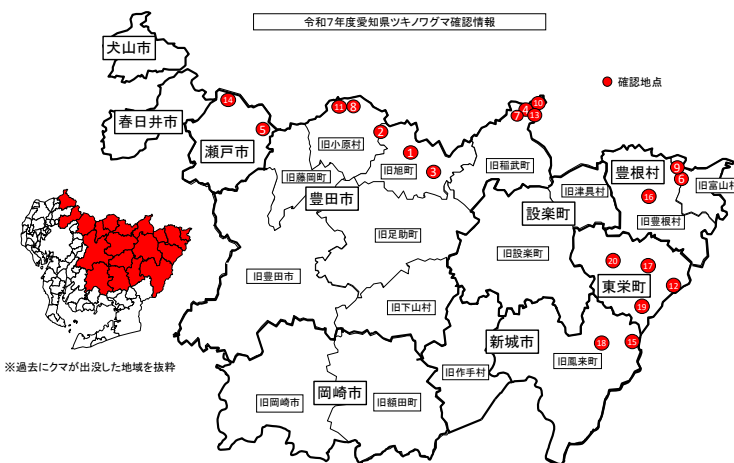 令和7年度愛知県ツキノワグマ確認情報
犬山市
確認地点
春日井市
瀬戸市
14
5
11
8
2
旧小原村
1
旧旭町
3
旧藤岡町
豊田市
10
4
7
13
旧稲武町
豊根村
9
6
旧津具村
旧富山村
16
設楽町
旧豊根村
旧足助町
旧設楽町
旧豊田市
20
17
東栄町
12
19
旧下山村
新城市
18
15
旧鳳来町
※過去にクマが出没した地域を抜粋
旧作手村
岡崎市
旧岡崎市
旧額田町